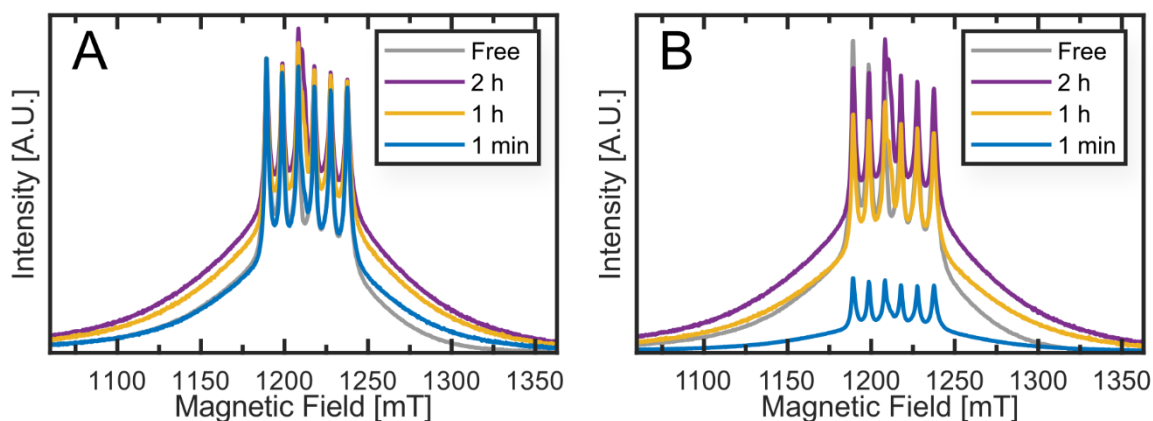 A
Free
2 h
1 h
1 min
Intensity [A.U.]
1100 1150 1200 1250 1300 1350
Magnetic Field [mT]
B
Free
2 h
1 h
1 min
Intensity [A.U.]
1100 1150 1200 1250 1300 1350
Magnetic Field [mT]